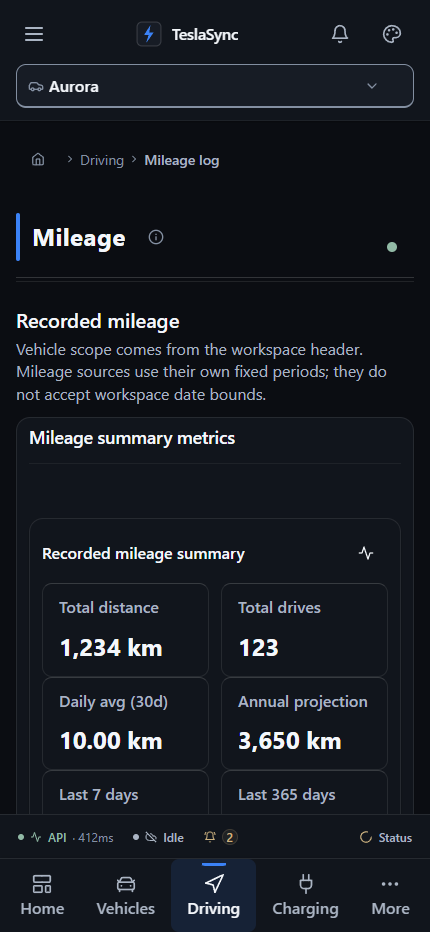 TeslaSync
Aurora
Driving
Mileage log
Mileage
Recorded mileage
Vehicle scope comes from the workspace header.
Mileage sources use their own fixed periods; they do
not accept workspace date bounds.
Mileage summary metrics
Recorded mileage summary
Total distance
1,234 km
Total drives
123
Daily avg (30d)
10.00 km
Annual projection
3,650 km
Last 7 days
Last 365 days
API · 412ms
Idle
2
Status
Home
Vehicles
Driving
Charging
More